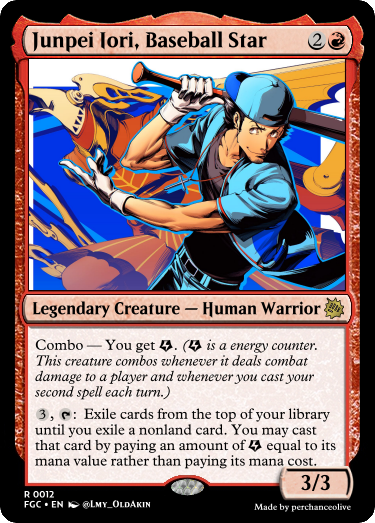 Junpei Iori, Baseball Star 2
Legendary Creature — Human Warrior
Combo — You get . ( is a energy counter.
This creature combos whenever it deals combat
damage to a player and whenever you cast your
second spell each turn.)
3, : Exile cards from the top of your library
until you exile a nonland card. You may cast
that card by paying an amount of equal to its
mana value rather than paying its mana cost.
3/3
R 0012
FGC • EN @Lmy_OldAkin
Made by perchanceolive